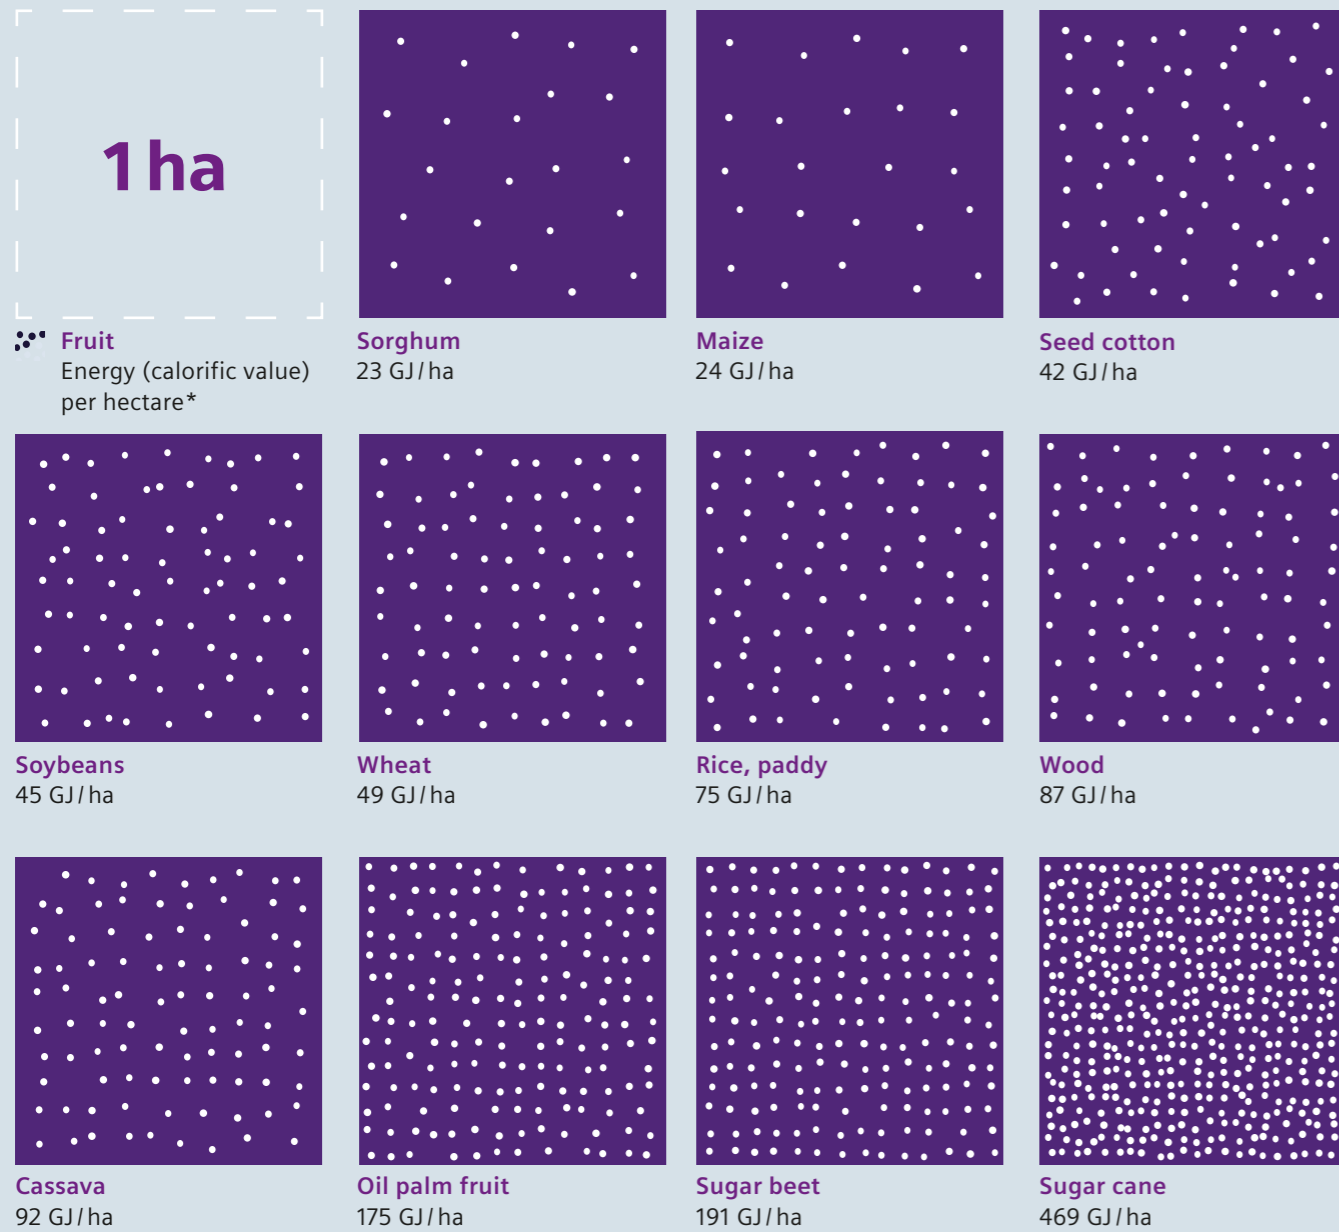 1 ha
Fruit
Energy (calorific value)
per hectare*
Sorghum
23 GJ/ha
Maize
24 GJ/ha
Seed cotton
42 GJ/ha
Soybeans
45 GJ/ha
Wheat
49 GJ/ha
Rice, paddy
75 GJ/ha
Wood
87 GJ/ha
Cassava
92 GJ/ha
Oil palm fruit
175 GJ/ha
Sugar beet
191 GJ/ha
Sugar cane
469 GJ/ha